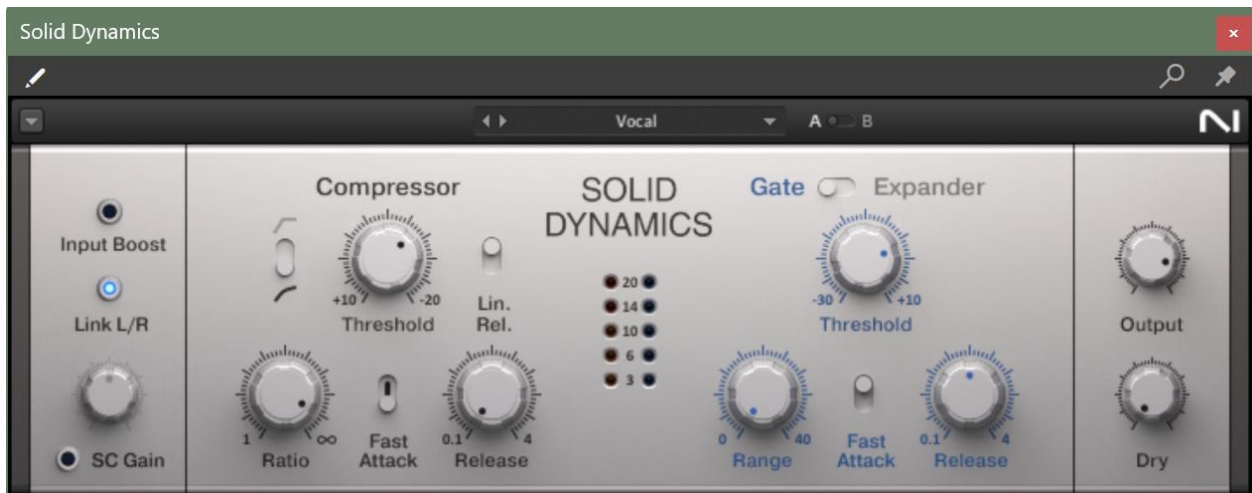 Solid Dynamics
Vocal
A B
Compressor
SOLID
DYNAMICS
Gate Expander
Input Boost
Link L/R
SC Gain
+10 -20
Threshold
Lin.
Rel.
1 ∞
Ratio
Fast
Attack
0.1 4
Release
20
14
10
6
3
-30 +10
Threshold
0 40
Range
Fast
Attack
0.1 4
Release
Output
Dry